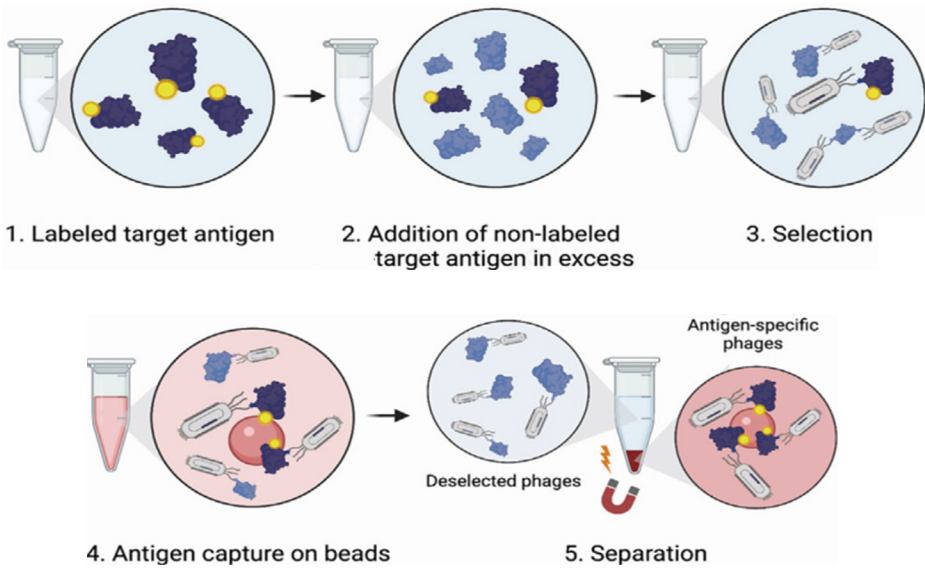 1. Labeled target antigen
2. Addition of non-labeled
target antigen in excess
3. Selection
4. Antigen capture on beads
Deselected phages
Antigen-specific
phages
5. Separation